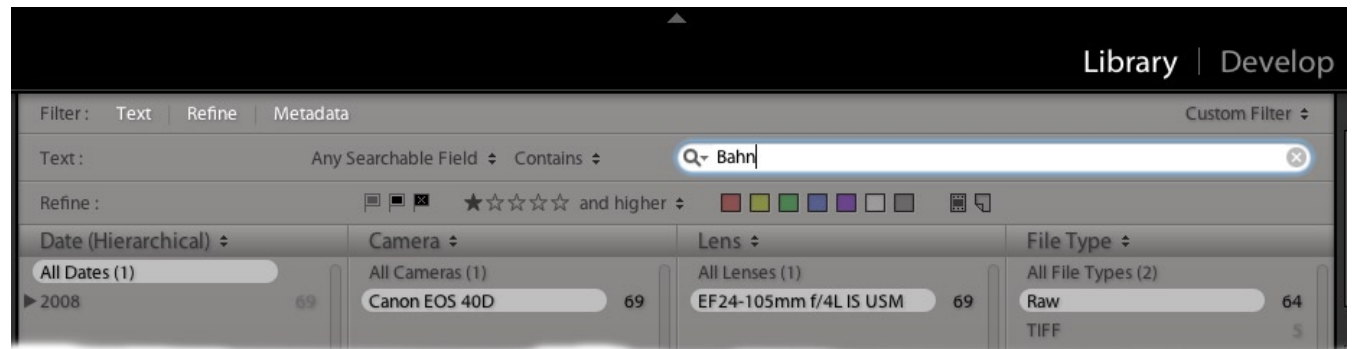 Library | Develop
Filter: Text | Refine | Metadata Custom Filter
Text: Any Searchable Field Contains Bahn
Refine: and higher
Date (Hierarchical) Camera Lens File Type
All Dates (1) All Cameras (1) All Lenses (1) All File Types (2)
2008 69 Canon EOS 40D 69 EF24-105mm f/4L IS USM 69 Raw 64
TIFF 5